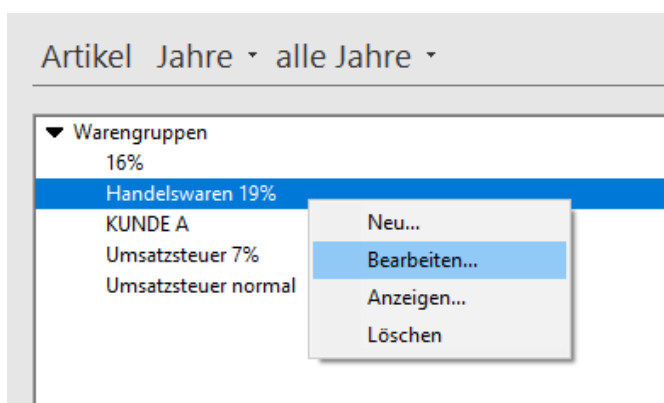 Artikel Jahre alle Jahre
Warengruppen
16%
Handelswaren 19%
KUNDE A
Umsatzsteuer 7%
Umsatzsteuer normal
Neu...
Bearbeiten...
Anzeigen...
Löschen